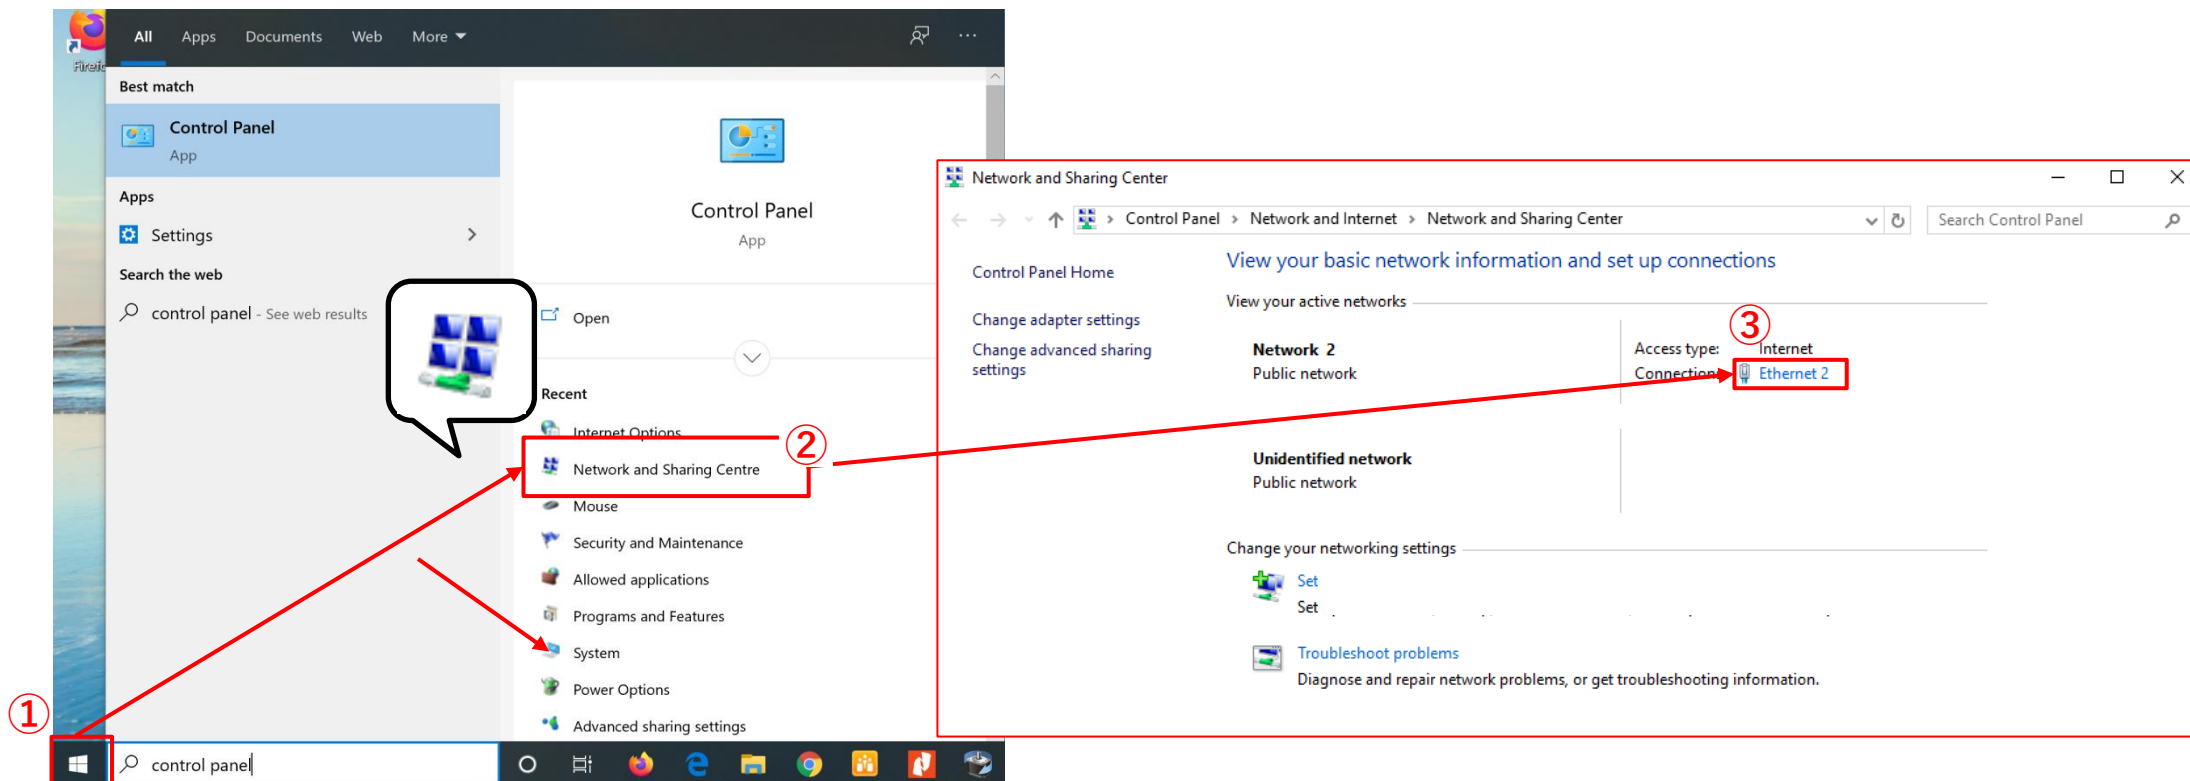 Firefo
All Apps Documents Web More
Best match
Control Panel
App
Apps
Settings
Search the web
control panel - See web results
Control Panel
App
Open
Recent
Internet Options
②
Network and Sharing Centre
Mouse
Security and Maintenance
Allowed applications
Programs and Features
System
Power Options
Advanced sharing settings
①
control panel
Network and Sharing Center
Control Panel > Network and Internet > Network and Sharing Center
Search Control Panel
Control Panel Home
Change adapter settings
Change advanced sharing
settings
View your basic network information and set up connections
View your active networks
③
Network 2
Public network
Access type: Internet
Connection Ethernet 2
Unidentified network
Public network
Change your networking settings
Set
Set
Troubleshoot problems
Diagnose and repair network problems, or get troubleshooting information.